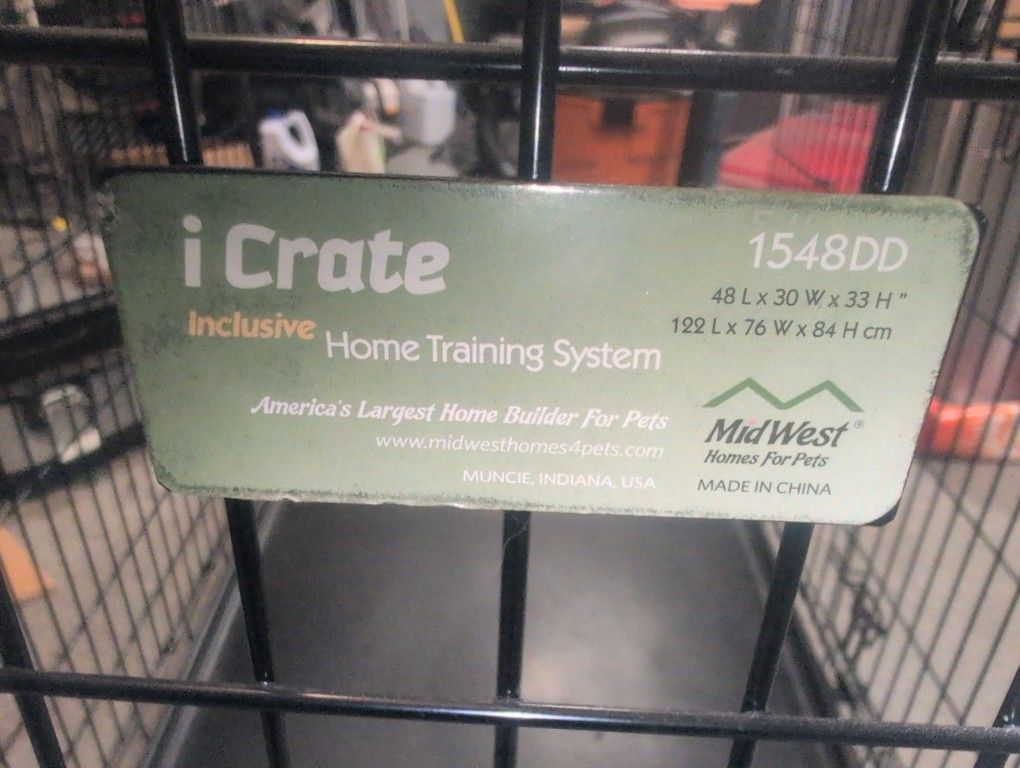 i Crate
1548DD
48 L x 30 W x 33 H "
122 L x 76 W x 84 H cm
Inclusive
Home Training System
America's Largest Home Builder For Pets
www.midwesthomes4pets.com
MUNCIE, INDIANA, USA
MidWest®
Homes For Pets
MADE IN CHINA